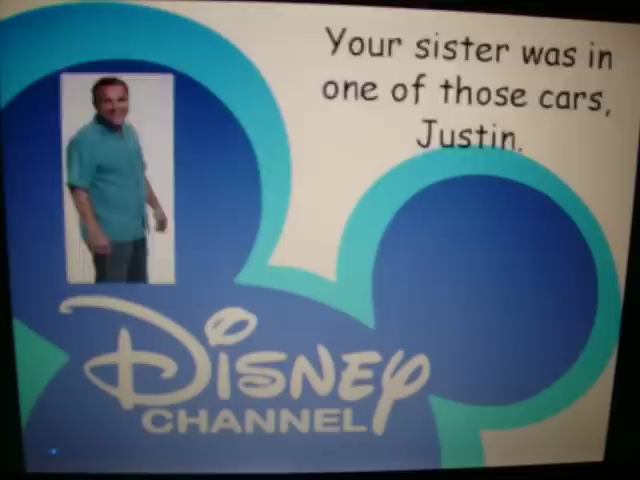 Your sister was in
one of those cars,
Justin.
Disney
CHANNEL